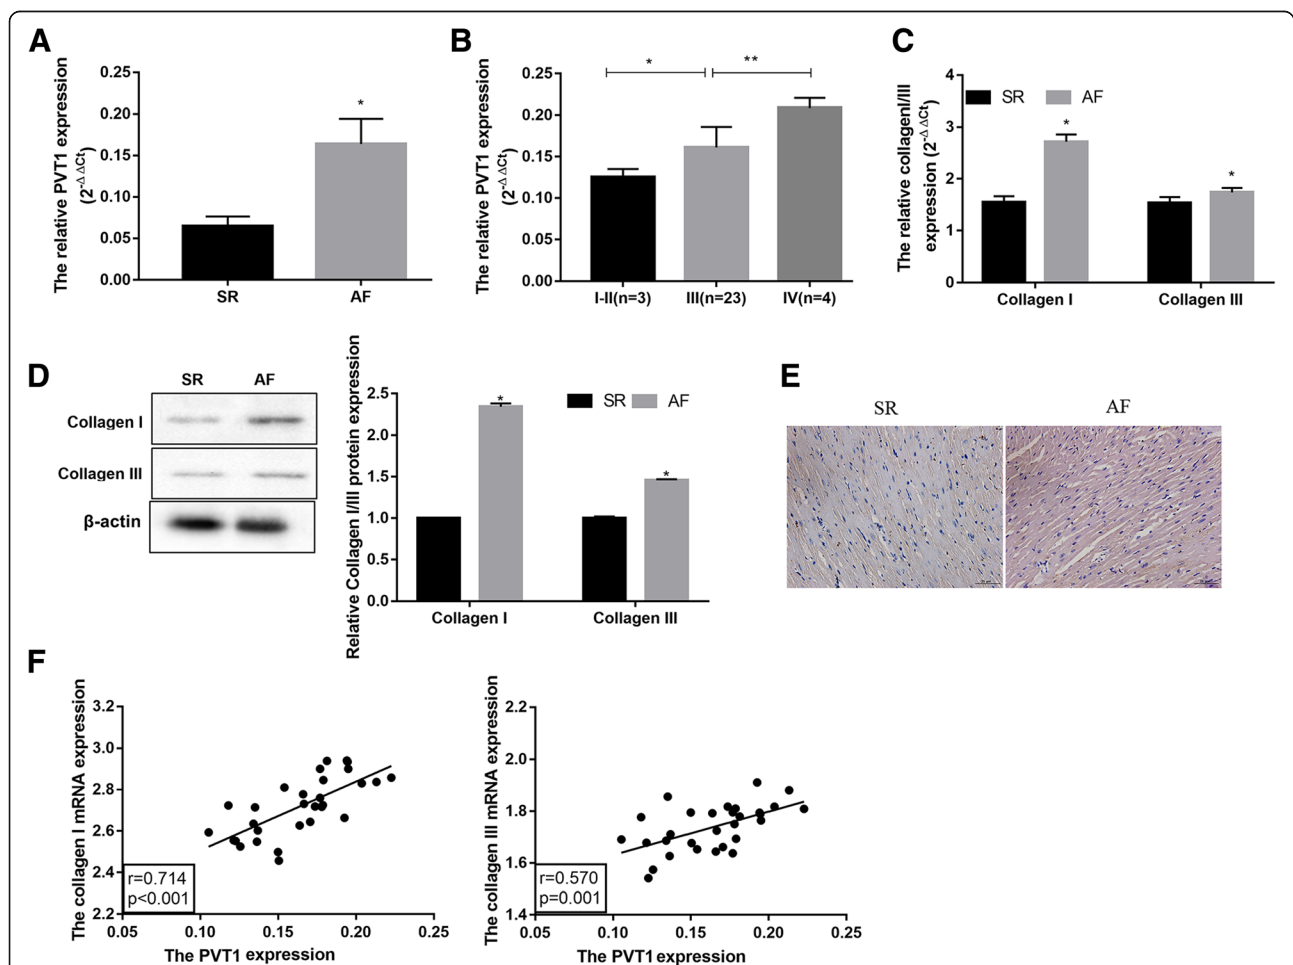 A
The relative PVT1 expression
(2-Δ ΔCt)
0.25
0.20
0.15
0.10
0.05
0.00
*
SR
AF
B
The relative PVT1 expression
(2-Δ ΔCt)
0.25
0.20
0.15
0.10
0.05
0.00
*
**
I-II(n=3)
III(n=23)
IV(n=4)
C
The relative collagenI/III
expression (2-Δ ΔCt)
4
3
2
1
0
SR
AF
*
*
Collagen I
Collagen III
D
SR
AF
Collagen I
Collagen III
β-actin
Relative Collagen I/III protein expression
2.5
2.0
1.5
1.0
0.5
0.0
SR
AF
*
*
Collagen I
Collagen III
E
SR
AF
F
The collagen I mRNA expression
3.2
3.0
2.8
2.6
2.4
2.2
r=0.714
p<0.001
0.05
0.10
0.15
0.20
0.25
The PVT1 expression
The collagen III mRNA expression
2.2
2.0
1.8
1.6
1.4
r=0.570
p=0.001
0.05
0.10
0.15
0.20
0.25
The PVT1 expression